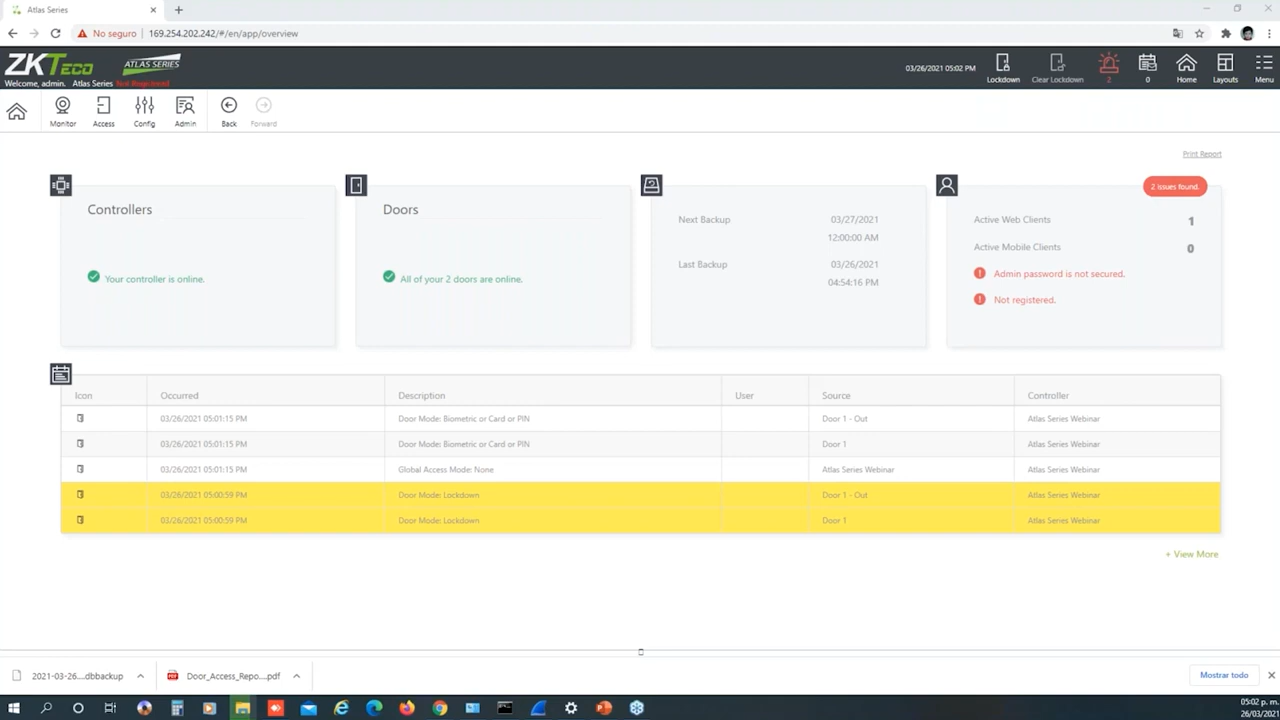 Atlas Series
No seguro
169.254.202.242/#/en/app/overview
ZKTECO
ATLAS SERIES
Welcome, admin. Atlas Series Not Registered
03/26/2021 05:02 PM
Lockdown
Clear Lockdown
2
0
Home
Layouts
Menu
Monitor
Access
Config
Admin
Back
Forward
Print Report
Controllers
Your controller is online.
Doors
All of your 2 doors are online.
Next Backup 03/27/2021
12:00:00 AM
Last Backup 03/26/2021
04:54:16 PM
2 issues found.
Active Web Clients 1
Active Mobile Clients 0
Admin password is not secured.
Not registered.
Icon Occurred Description User Source Controller
03/26/2021 05:01:15 PM Door Mode: Biometric or Card or PIN Door 1 - Out Atlas Series Webinar
03/26/2021 05:01:15 PM Door Mode: Biometric or Card or PIN Door 1 Atlas Series Webinar
03/26/2021 05:01:15 PM Global Access Mode: None Atlas Series Webinar Atlas Series Webinar
03/26/2021 05:00:59 PM Door Mode: Lockdown Door 1 - Out Atlas Series Webinar
03/26/2021 05:00:59 PM Door Mode: Lockdown Door 1 Atlas Series Webinar
+ View More
2021-03-26....dbbackup
Door_Access_Repo....pdf
Mostrar todo
05:02 p. m.
26/03/2021